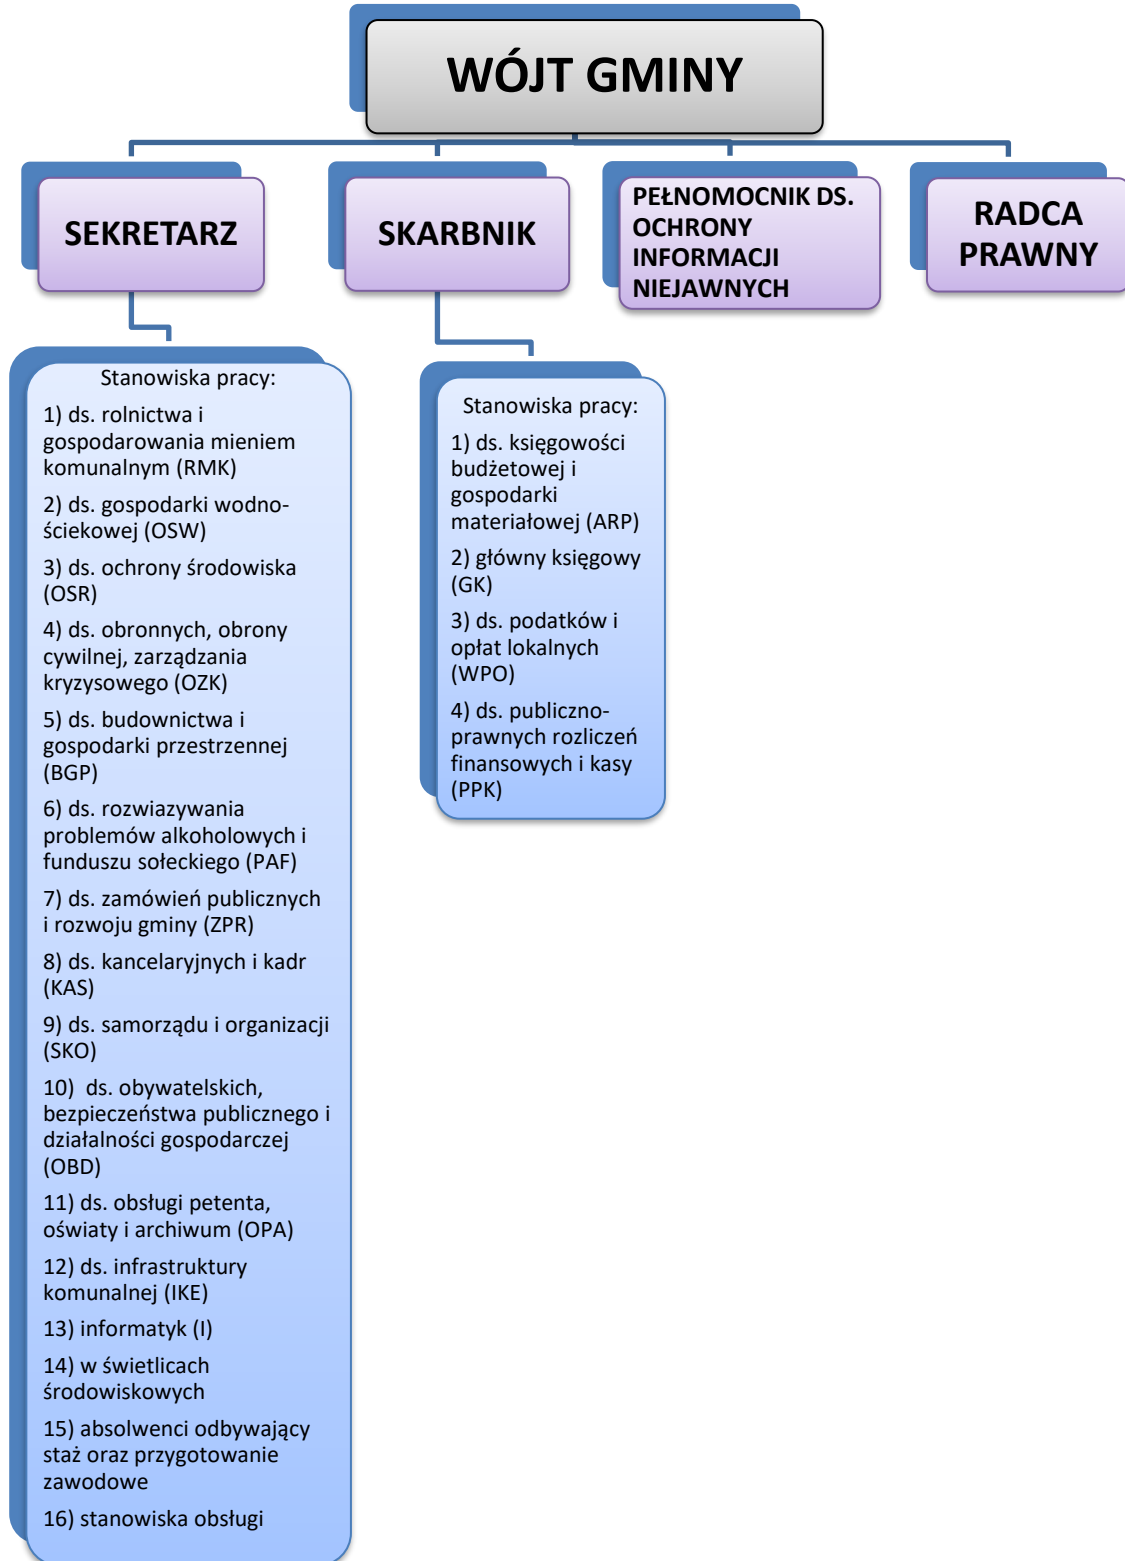 WÓJT GMINY
SEKRETARZ
SKARBNIK
PEŁNOMOCNIK DS.
OCHRONY
INFORMACJI
NIEJAWNYCH
RADCA
PRAWNY
Stanowiska pracy:
1) ds. rolnictwa i
gospodarowania mieniem
komunalnym (RMK)
2) ds. gospodarki wodno-
ściekowej (OSW)
3) ds. ochrony środowiska
(OSR)
4) ds. obronnych, obrony
cywilnej, zarządzania
kryzysowego (OZK)
5) ds. budownictwa i
gospodarki przestrzennej
(BGP)
6) ds. rozwiazywania
problemów alkoholowych i
funduszu sołeckiego (PAF)
7) ds. zamówień publicznych
i rozwoju gminy (ZPR)
8) ds. kancelaryjnych i kadr
(KAS)
9) ds. samorządu i organizacji
(SKO)
10)  ds. obywatelskich,
bezpieczeństwa publicznego i
działalności gospodarczej
(OBD)
11) ds. obsługi petenta,
oświaty i archiwum (OPA)
12) ds. infrastruktury
komunalnej (IKE)
13) informatyk (I)
14) w świetlicach
środowiskowych
15) absolwenci odbywający
staż oraz przygotowanie
zawodowe
16) stanowiska obsługi
Stanowiska pracy:
1) ds. księgowości
budżetowej i
gospodarki
materiałowej (ARP)
2) główny księgowy
(GK)
3) ds. podatków i
opłat lokalnych
(WPO)
4) ds. publiczno-
prawnych rozliczeń
finansowych i kasy
(PPK)